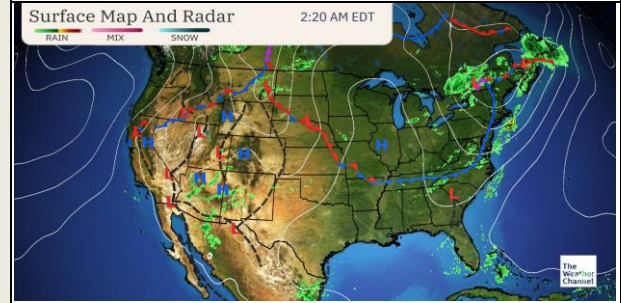 Surface Map And Radar
2:20 AM EDT
RAIN
MIX
SNOW
H
L
H
L
H
H
L
H
L
H
H
L
L
L
The
Weather
Channel